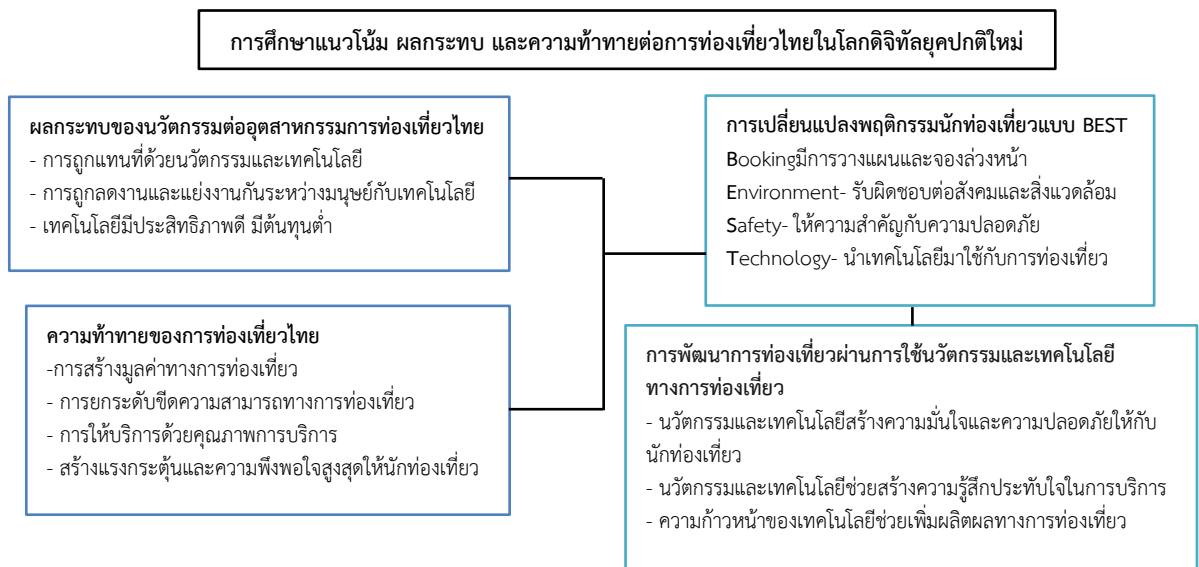 การศึกษาแนวโน้ม ผลกระทบ และความท้าทายต่อการท่องเที่ยวไทยในโลกดิจิทัลยุคปกติใหม่
ผลกระทบของนวัตกรรมต่ออุตสาหกรรมการท่องเที่ยวไทย
- การถูกแทนที่ด้วยนวัตกรรมและเทคโนโลยี
- การถูกลดงานและแย่งงานกันระหว่างมนุษย์กับเทคโนโลยี
- เทคโนโลยีมีประสิทธิภาพดี มีต้นทุนต่ำ
การเปลี่ยนแปลงพฤติกรรมนักท่องเที่ยวแบบ BEST
Bookingมีการวางแผนและจองล่วงหน้า
Environment- รับผิดชอบต่อสังคมและสิ่งแวดล้อม
Safety- ให้ความสำคัญกับความปลอดภัย
Technology- นำเทคโนโลยีมาใช้กับการท่องเที่ยว
ความท้าทายของการท่องเที่ยวไทย
-การสร้างมูลค่าทางการท่องเที่ยว
- การยกระดับขีดความสามารถทางการท่องเที่ยว
- การให้บริการด้วยคุณภาพการบริการ
- สร้างแรงกระตุ้นและความพึงพอใจสูงสุดให้นักท่องเที่ยว
การพัฒนาการท่องเที่ยวผ่านการใช้นวัตกรรมและเทคโนโลยี
ทางการท่องเที่ยว
- นวัตกรรมและเทคโนโลยีสร้างความมั่นใจและความปลอดภัยให้กับ
นักท่องเที่ยว
- นวัตกรรมและเทคโนโลยีช่วยสร้างความรู้สึกประทับใจในการบริการ
- ความก้าวหน้าของเทคโนโลยีช่วยเพิ่มผลิตผลทางการท่องเที่ยว